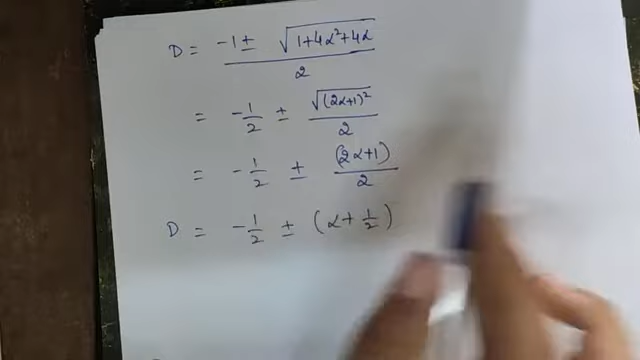 D = -1 ± √(1+4α²+4α) / 2
= -1/2 ± √(2α+1)² / 2
= -1/2 ± (2α+1) / 2
D = -1/2 ± (α + 1/2)